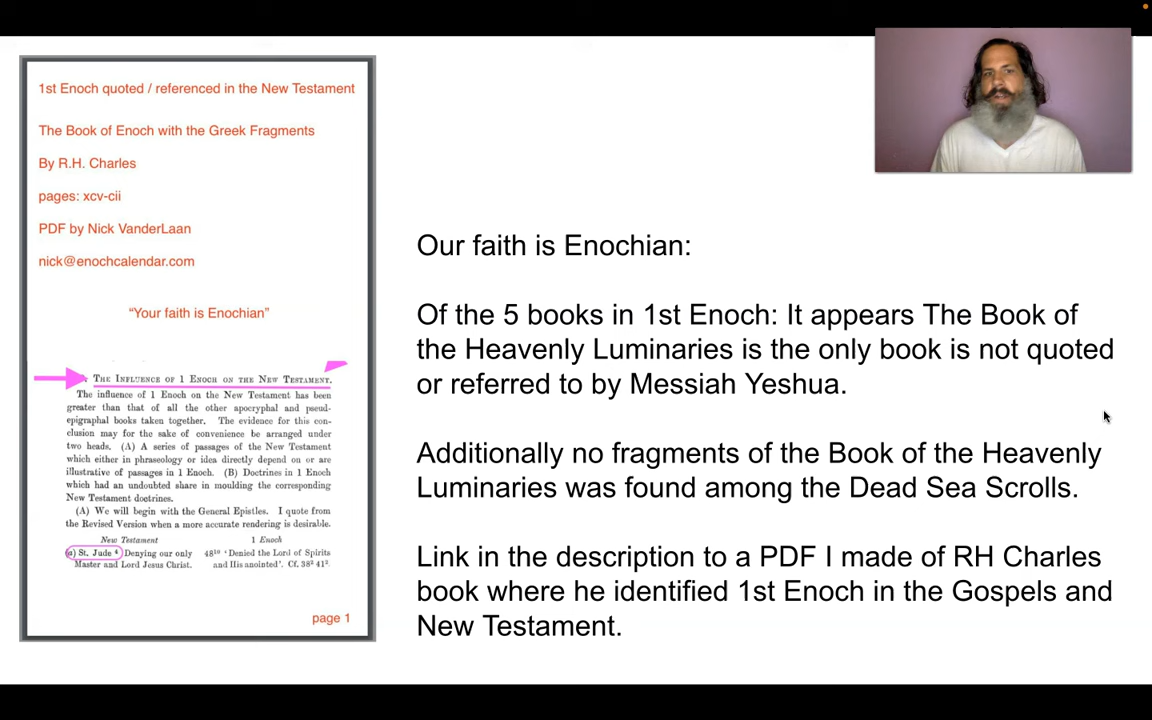 1st Enoch quoted / referenced in the New Testament
The Book of Enoch with the Greek Fragments
By R.H. Charles
pages: xcv-cii
PDF by Nick VanderLaan
nick@enochcalendar.com
“Your faith is Enochian”
The Influence of 1 Enoch on the New Testament.
The influence of 1 Enoch on the New Testament has been
greater than that of all the other apocryphal and pseud-
epigraphal books taken together. The evidence for this con-
clusion may for the sake of convenience be arranged under
two heads. (A) A series of passages of the New Testament
which either in phraseology or idea directly depend on or are
illustrative of passages in 1 Enoch. (B) Doctrines in 1 Enoch
which had an undoubted share in moulding the corresponding
New Testament doctrines.
(A) We will begin with the General Epistles. I quote from
the Revised Version when a more accurate rendering is desirable.
New Testament 1 Enoch
(a) St. Jude 4 Denying our only 48¹⁰ ‘Denied the Lord of Spirits
Master and Lord Jesus Christ. and His anointed’. Cf. 38² 41².
page 1
Our faith is Enochian:
Of the 5 books in 1st Enoch: It appears The Book of
the Heavenly Luminaries is the only book is not quoted
or referred to by Messiah Yeshua.
Additionally no fragments of the Book of the Heavenly
Luminaries was found among the Dead Sea Scrolls.
Link in the description to a PDF I made of RH Charles
book where he identified 1st Enoch in the Gospels and
New Testament.